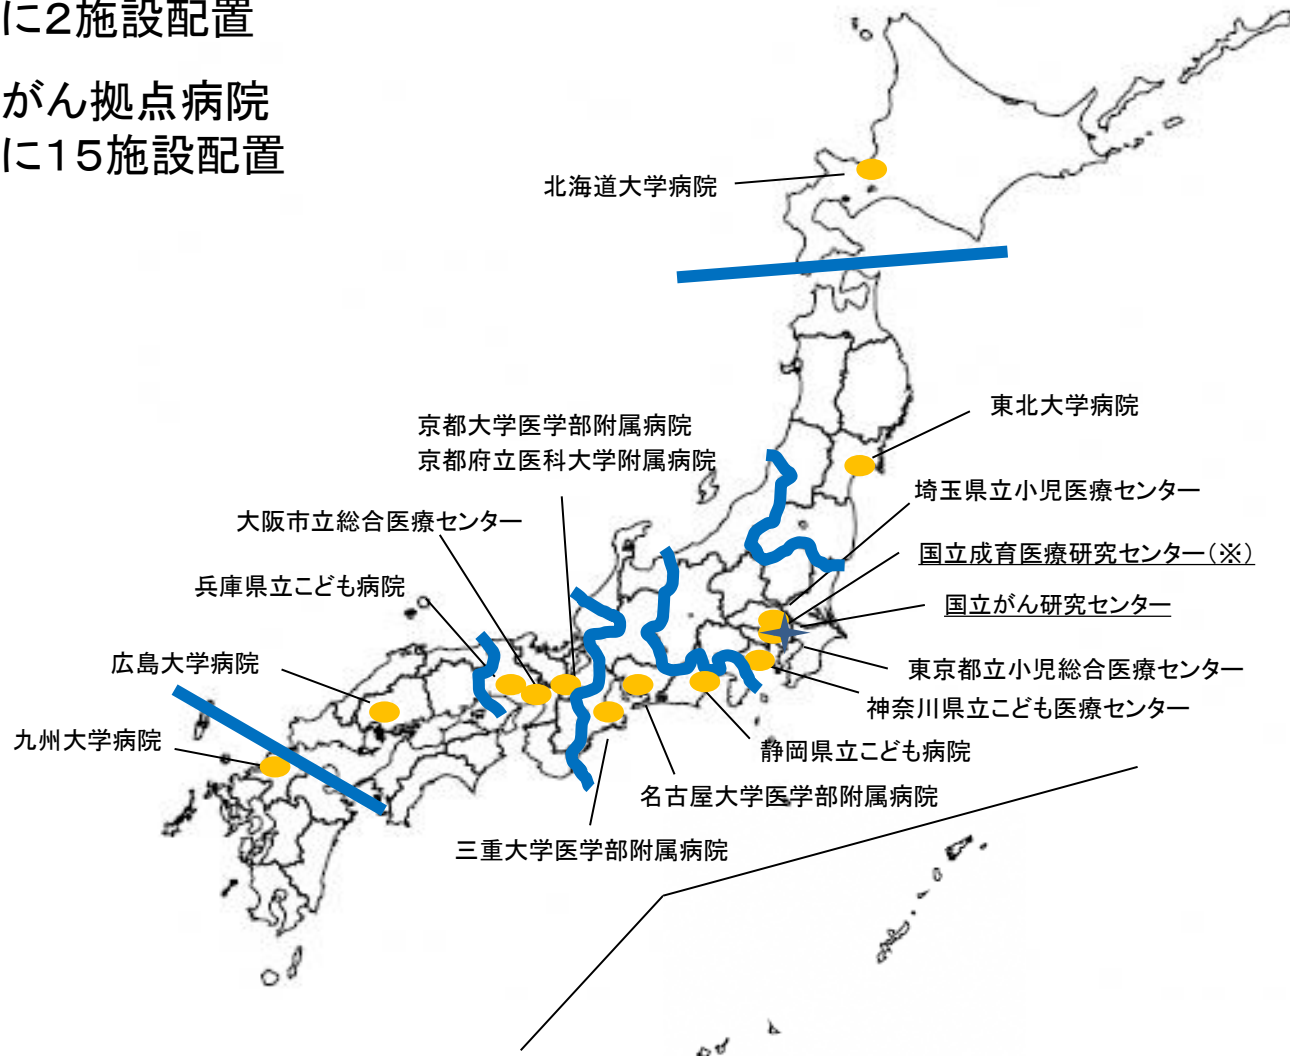 に2施設配置
がん拠点病院
に15施設配置
北海道大学病院
東北大学病院
京都大学医学部附属病院
京都府立医科大学附属病院
埼玉県立小児医療センター
大阪市立総合医療センター
国立成育医療研究センター(※)
兵庫県立こども病院
国立がん研究センター
広島大学病院
東京都立小児総合医療センター
神奈川県立こども医療センター
九州大学病院
静岡県立こども病院
名古屋大学医学部附属病院
三重大学医学部附属病院